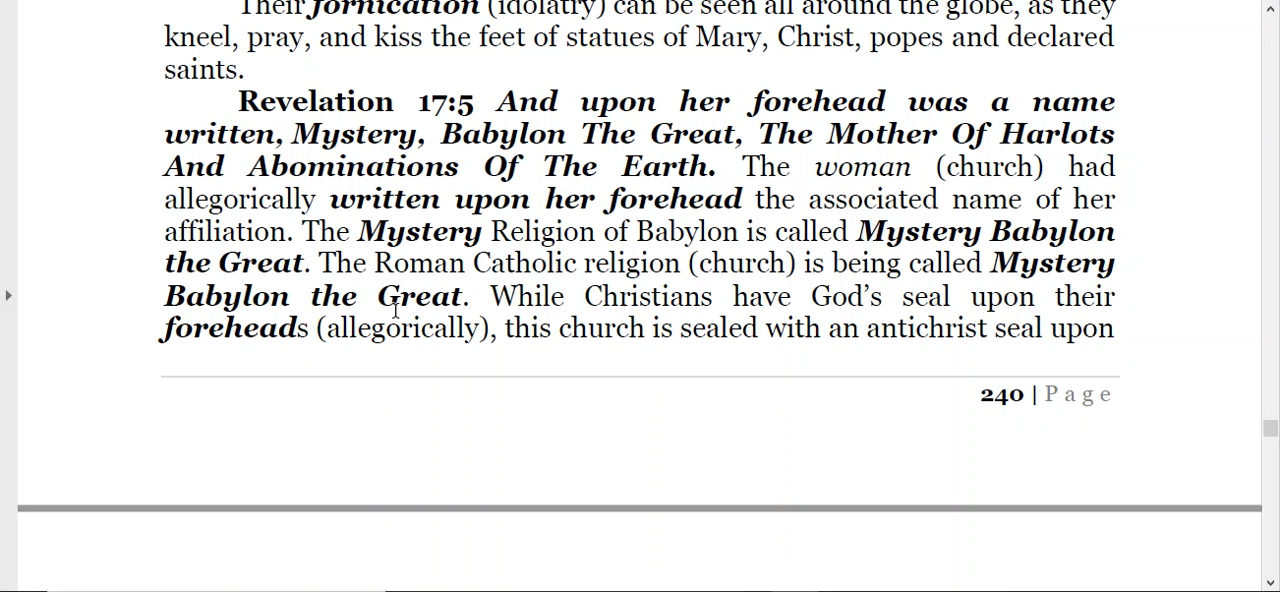 Their fornication (idolatry) can be seen all around the globe, as they
kneel, pray, and kiss the feet of statues of Mary, Christ, popes and declared
saints.
Revelation 17:5 And upon her forehead was a name
written, Mystery, Babylon The Great, The Mother Of Harlots
And Abominations Of The Earth. The woman (church) had
allegorically written upon her forehead the associated name of her
affiliation. The Mystery Religion of Babylon is called Mystery Babylon
the Great. The Roman Catholic religion (church) is being called Mystery
Babylon the Great. While Christians have God’s seal upon their
foreheads (allegorically), this church is sealed with an antichrist seal upon
240 | Page